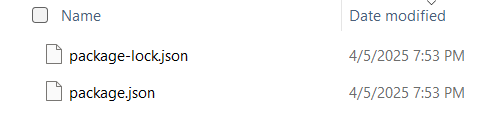 Name Date modified
package-lock.json 4/5/2025 7:53 PM
package.json 4/5/2025 7:53 PM